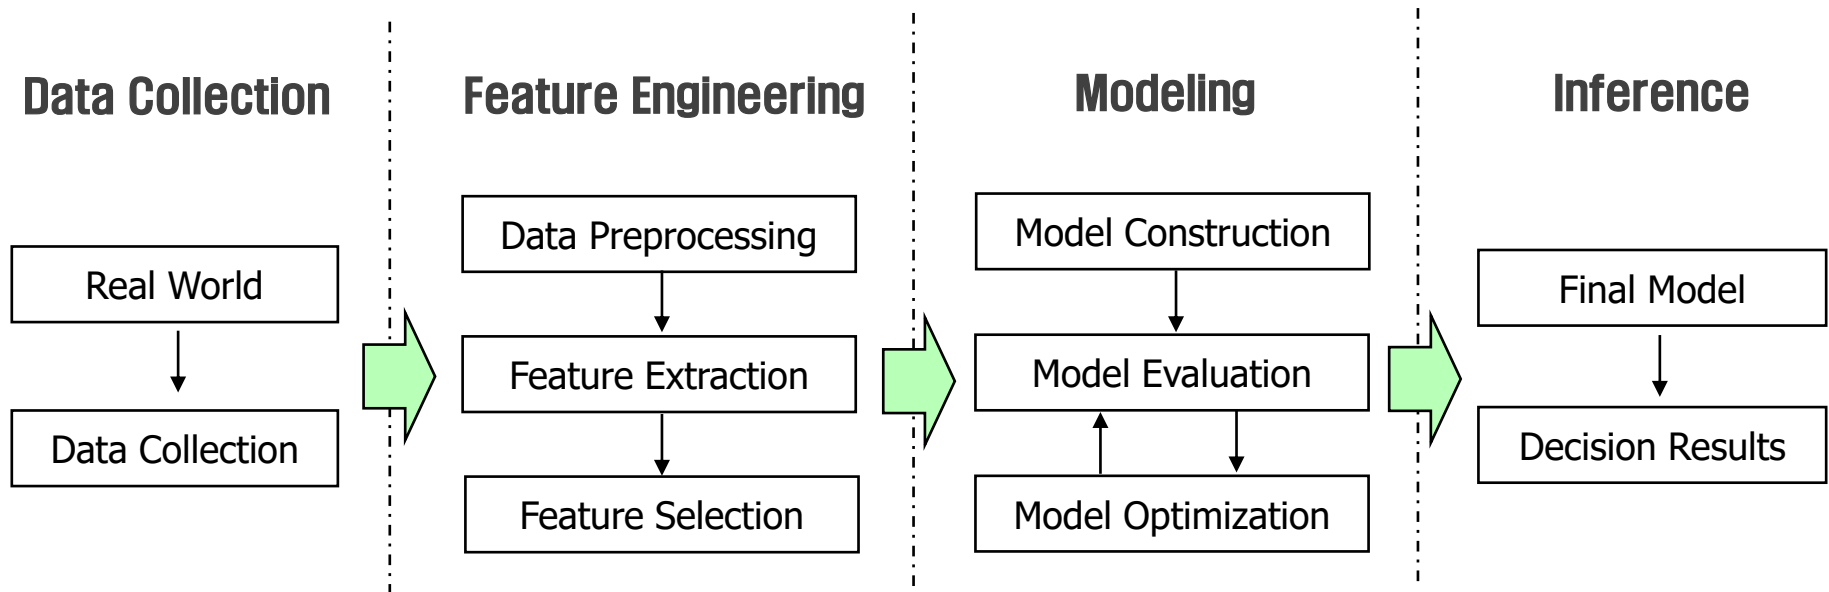 Data Collection
Real World
Data Collection
Feature Engineering
Data Preprocessing
Feature Extraction
Feature Selection
Modeling
Model Construction
Model Evaluation
Model Optimization
Inference
Final Model
Decision Results